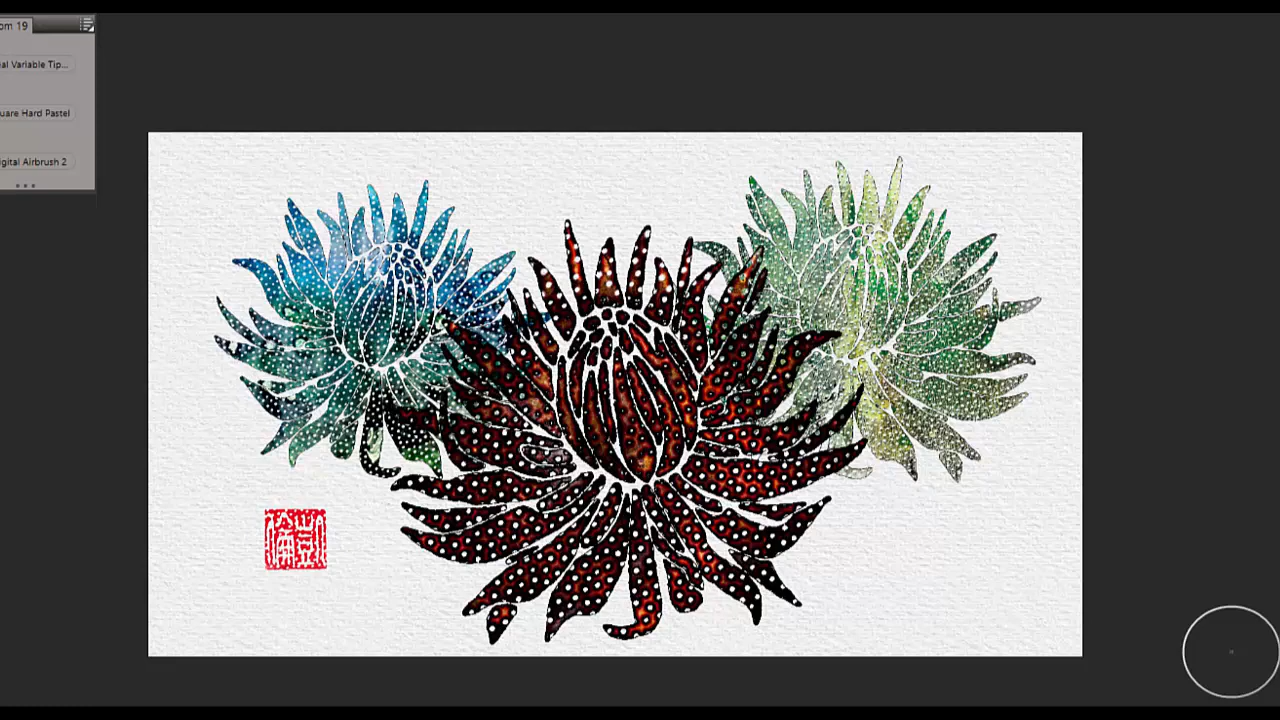 om 19
al Variable Tip...
uare Hard Pastel
igital Airbrush 2